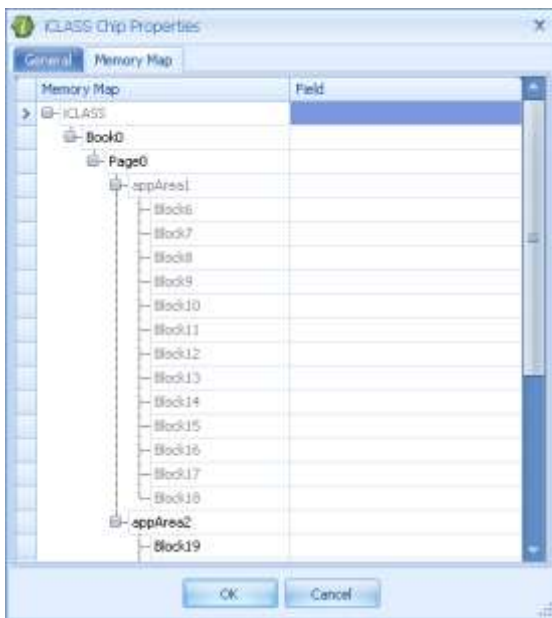 iCLASS Chip Properties
General Memory Map
Memory Map Field
iCLASS
Book0
Page0
appArea1
Block6
Block7
Block8
Block9
Block10
Block11
Block12
Block13
Block14
Block15
Block16
Block17
Block18
appArea2
Block19
OK Cancel